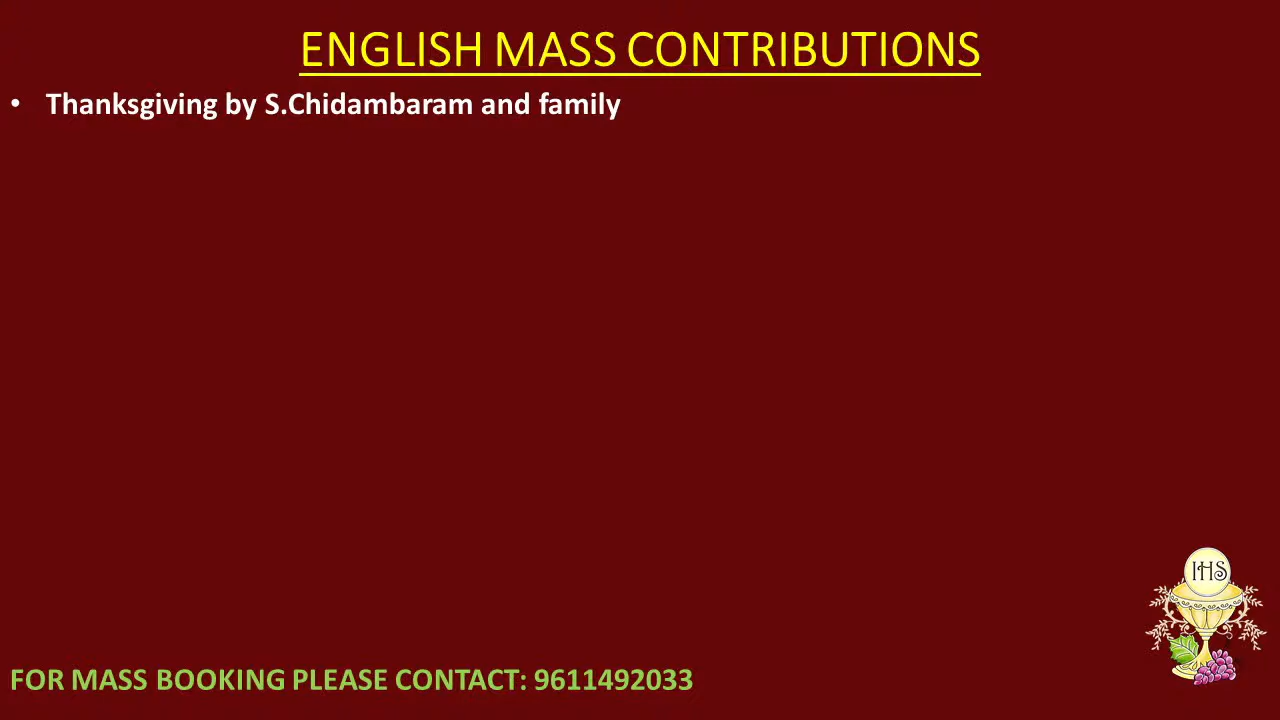 ENGLISH MASS CONTRIBUTIONS
• Thanksgiving by S.Chidambaram and family
IHS
FOR MASS BOOKING PLEASE CONTACT: 9611492033